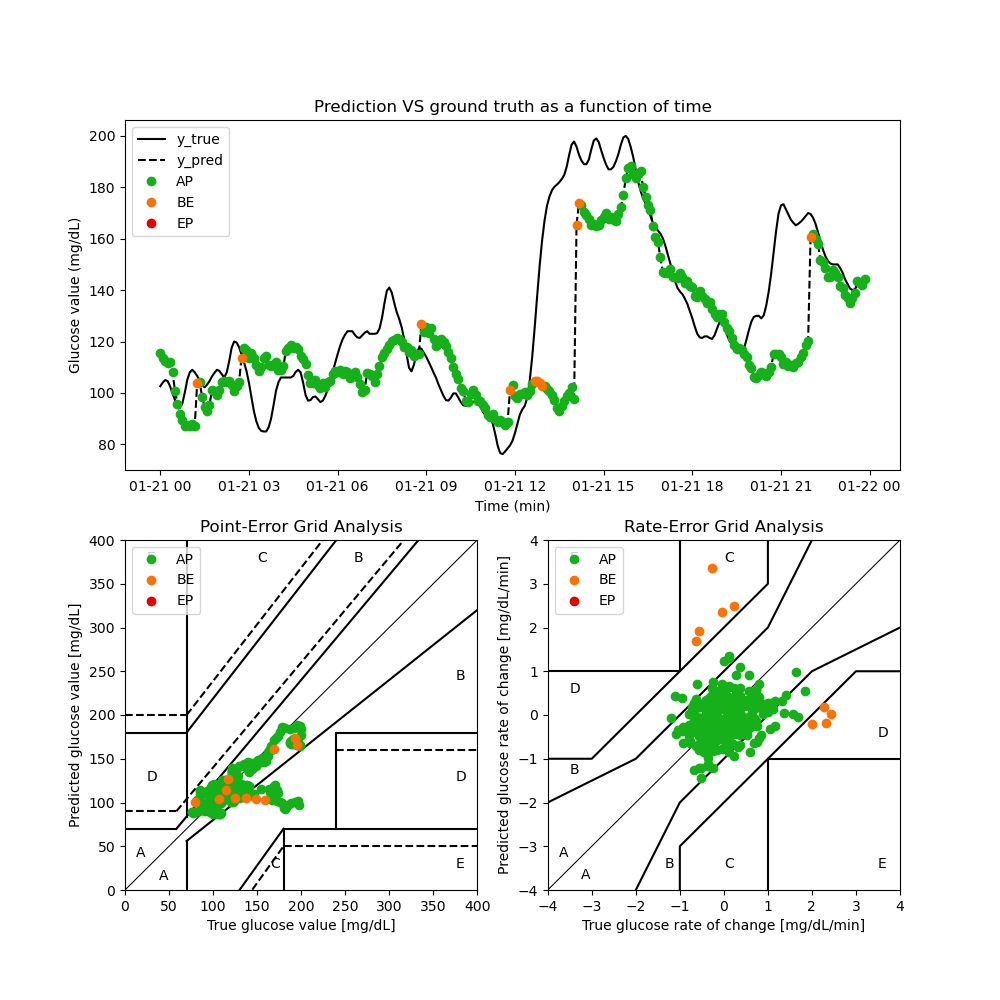 Prediction VS ground truth as a function of time
Glucose value (mg/dL)
200
180
160
140
120
100
80
y_true
y_pred
AP
BE
EP
01-21 00 01-21 03 01-21 06 01-21 09 01-21 12 01-21 15 01-21 18 01-21 21 01-22 00
Time (min)
Point-Error Grid Analysis
Predicted glucose value [mg/dL]
400
350
300
250
200
150
100
50
0
AP
BE
EP
C B
B
D D
A
A C E
0 50 100 150 200 250 300 350 400
True glucose value [mg/dL]
Rate-Error Grid Analysis
Predicted glucose rate of change [mg/dL/min]
4
3
2
1
0
−1
−2
−3
−4
AP
BE
EP
C
D
D
B
A
A B C E
−4 −3 −2 −1 0 1 2 3 4
True glucose rate of change [mg/dL/min]